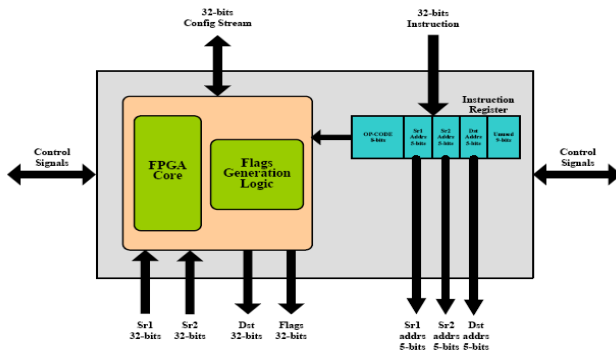 32-bits
Config Stream
32-bits
Instruction
Instruction
Register
OP-CODE
8-bits
Sr1
Addrs
5-bits
Sr2
Addrs
5-bits
Dst
Addrs
5-bits
Unused
9-bits
Control
Signals
FPGA
Core
Flags
Generation
Logic
Control
Signals
Sr1
32-bits
Sr2
32-bits
Dst
32-bits
Flags
32-bits
Sr1
addrs
5-bits
Sr2
addrs
5-bits
Dst
addrs
5-bits